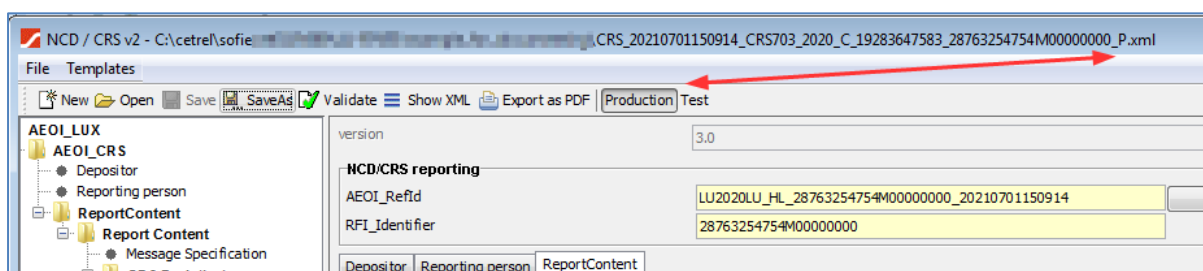 NCD / CRS v2 - C:\cetrel\sofie CRS_20210701150914_CRS703_2020_C_19283647583_28763254754M00000000_P.xml
File Templates
New Open Save SaveAs Validate Show XML Export as PDF Production Test
AEOI_LUX
AEOI_CRS
Depositor
Reporting person
ReportContent
Report Content
Message Specification
version 3.0
NCD/CRS reporting
AEOI_RefId LU2020LU_HL_28763254754M00000000_20210701150914
RFI_Identifier 28763254754M00000000
Depositor Reporting person ReportContent